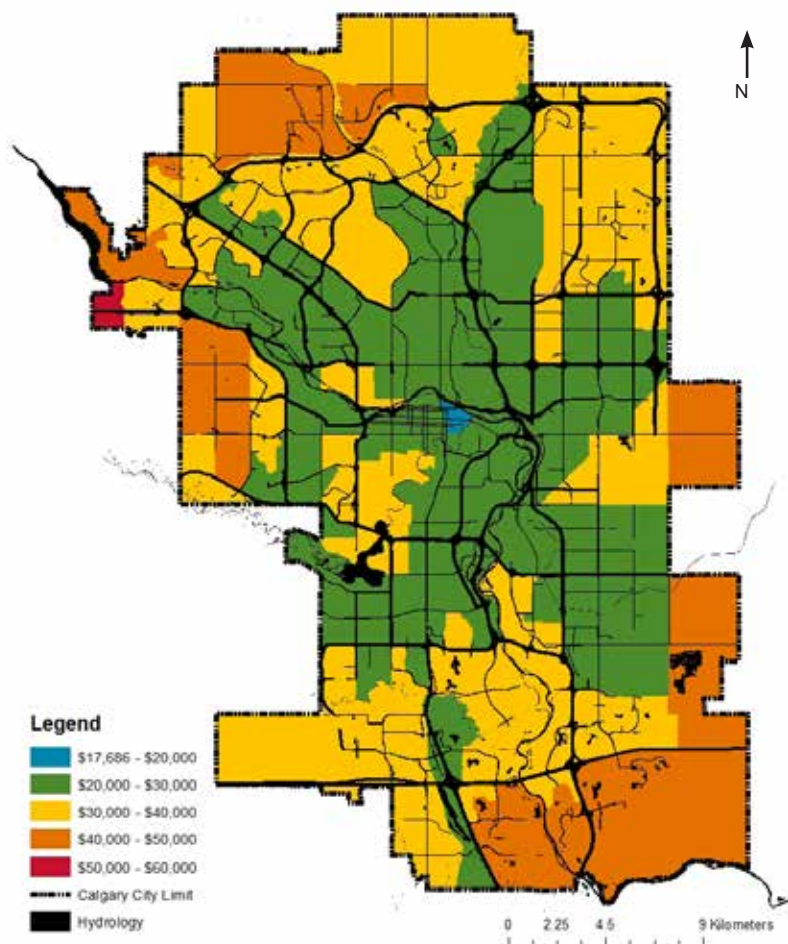 N
Legend
$17,686 - $20,000
$20,000 - $30,000
$30,000 - $40,000
$40,000 - $50,000
$50,000 - $60,000
Calgary City Limit
Hydrology
0 2.25 4.5 9 Kilometers